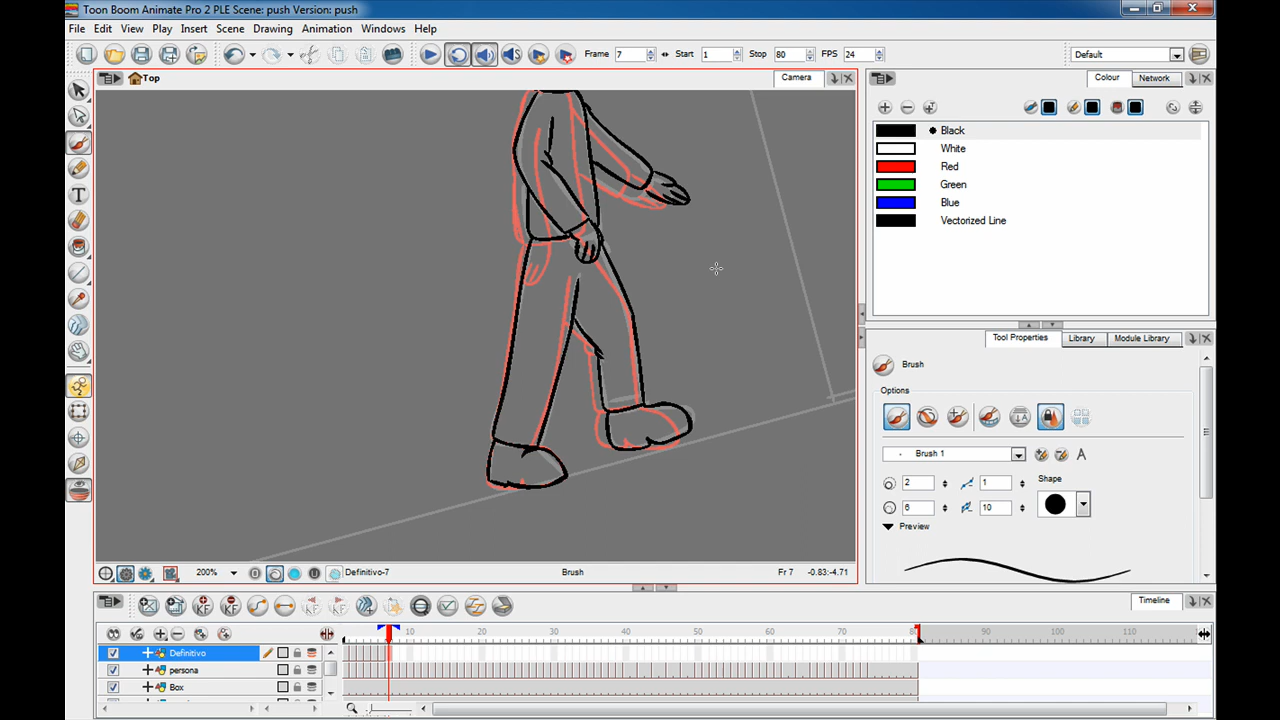 Toon Boom Animate Pro 2 PLE Scene: push Version: push
File Edit View Play Insert Scene Drawing Animation Windows Help
Frame 7 Start 1 Stop 80 FPS 24 Default
Top Camera Colour Network
Black
White
Red
Green
Blue
Vectorized Line
Tool Properties Library Module Library
Brush
Options
Brush 1
2 1 Shape
6 10
Preview
200% Definitivo-7 Brush Fr 7 -0.83:-4.71
Timeline
10 20 30 40 50 60 70 80 90 100 110
Definitivo
persona
Box